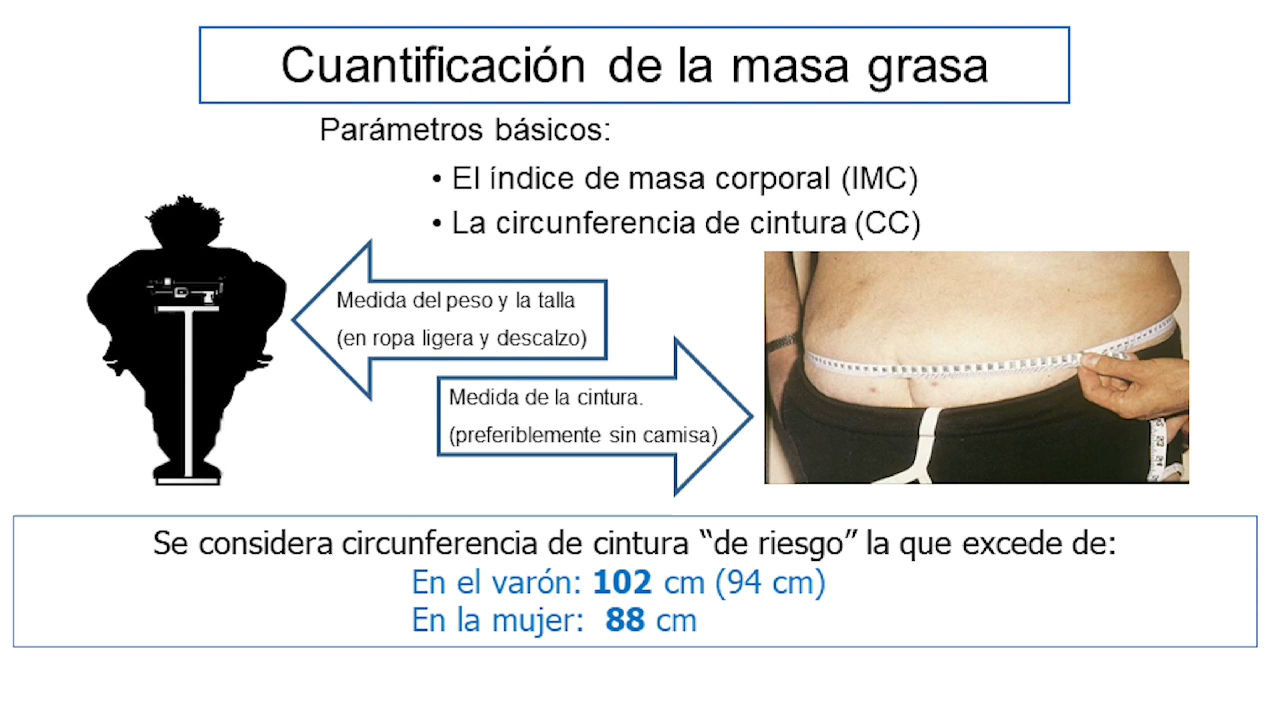 Cuantificación de la masa grasa
Parámetros básicos:
• El índice de masa corporal (IMC)
• La circunferencia de cintura (CC)
Medida del peso y la talla
(en ropa ligera y descalzo)
Medida de la cintura.
(preferiblemente sin camisa)
Se considera circunferencia de cintura “de riesgo” la que excede de:
En el varón: 102 cm (94 cm)
En la mujer: 88 cm